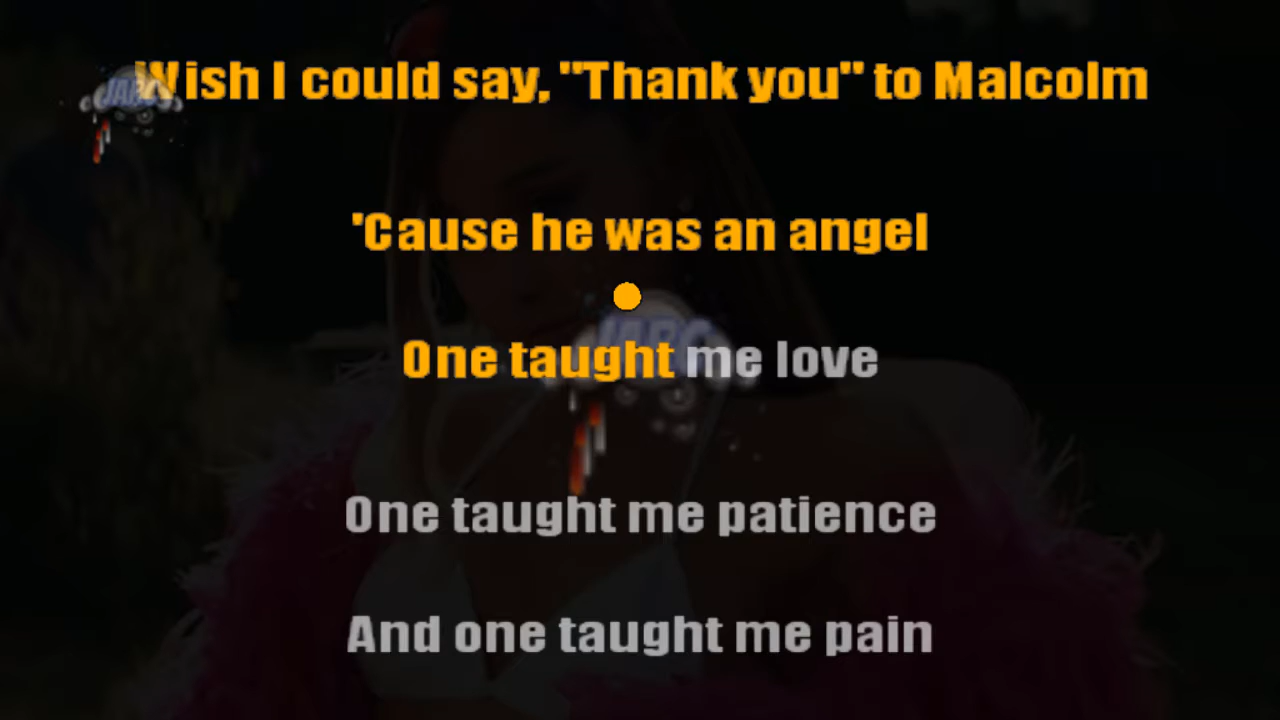 Wish I could say, "Thank you" to Malcolm
'Cause he was an angel
One taught me love
One taught me patience
And one taught me pain